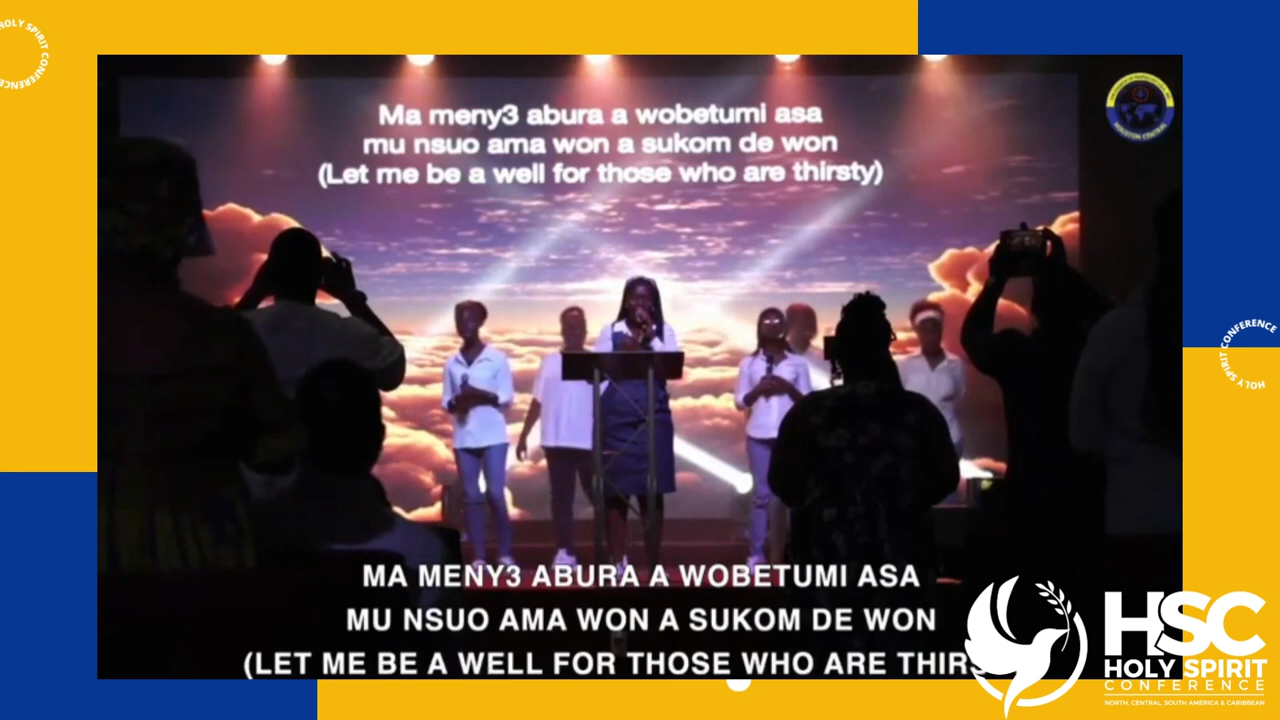 HOLY SPIRIT CONFERENCE
Ma meny3 abura a wobetumi asa
mu nsuo ama won a sukom de won
(Let me be a well for those who are thirsty)
HOUSTON CENTRAL
HOLY SPIRIT CONFERENCE
MA MENY3 ABURA A WOBETUMI ASA
MU NSUO AMA WON A SUKOM DE WON
(LET ME BE A WELL FOR THOSE WHO ARE THIRS
HSC
HOLY SPIRIT
CONFERENCE
NORTH, CENTRAL, SOUTH AMERICA & CARIBBEAN